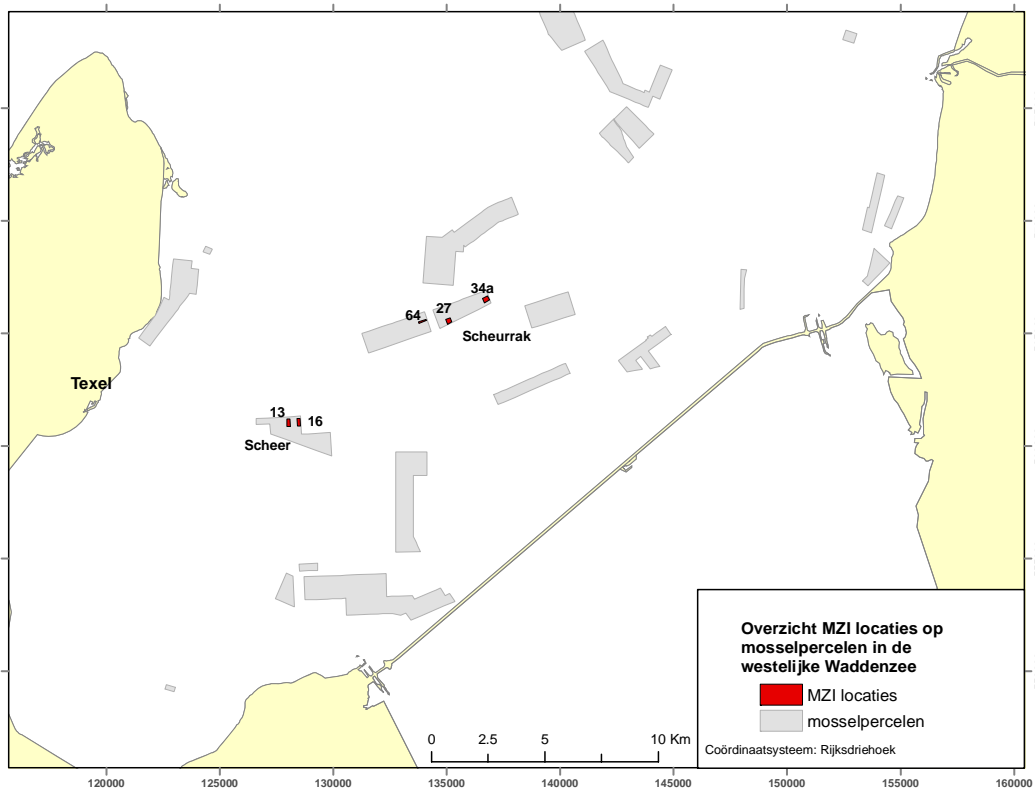 34a
27
64
Scheurrak
Texel
13
16
Scheer
Overzicht MZI locaties op
mosselpercelen in de
westelijke Waddenzee
MZI locaties
mosselpercelen
Coördinaatsysteem: Rijksdriehoek
0 2.5 5 10 Km
120000 125000 130000 135000 140000 145000 150000 155000 160000